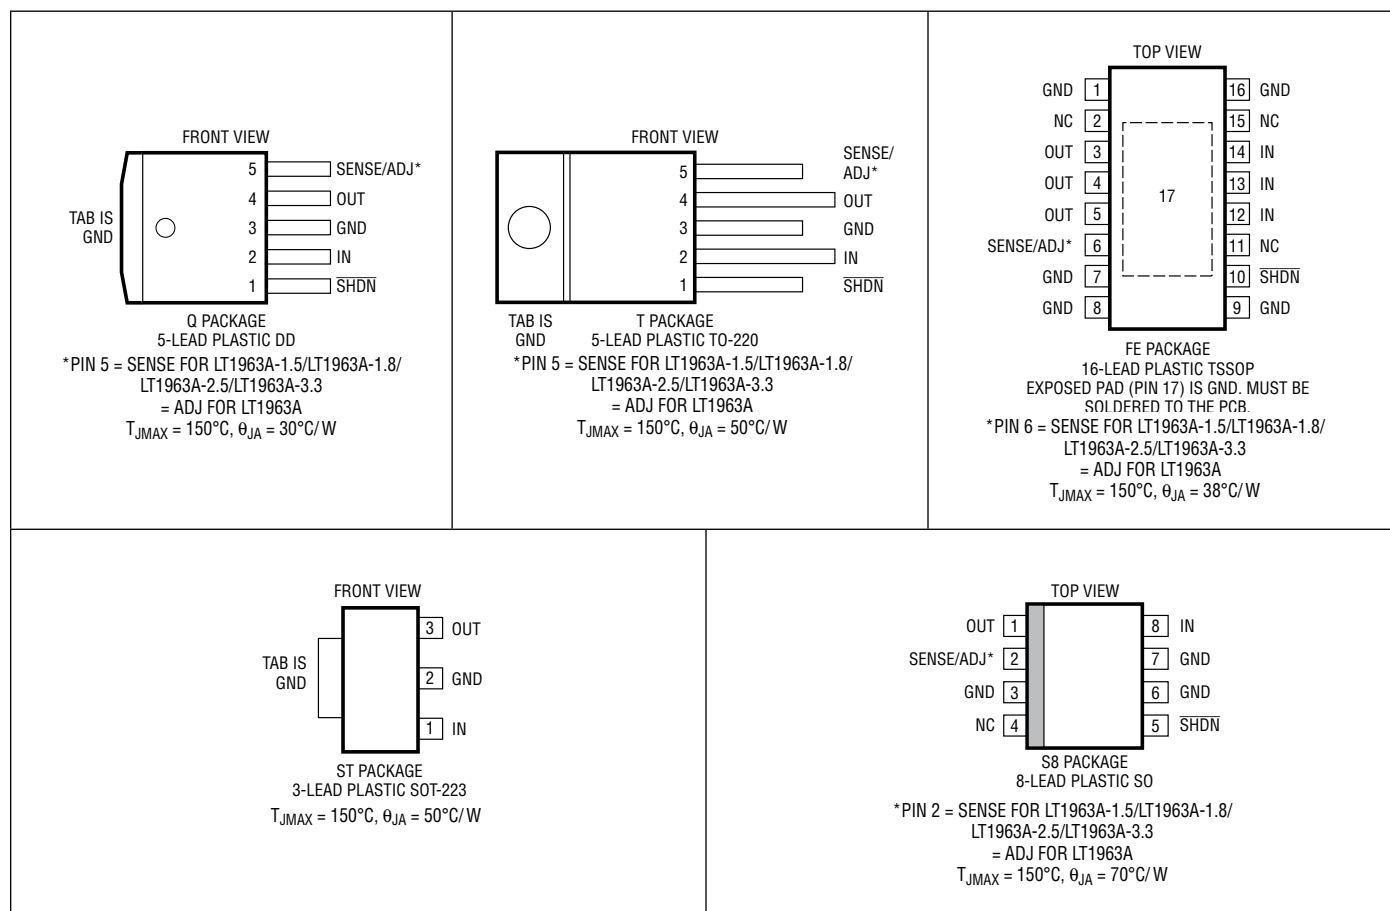 FRONT VIEW
5 SENSE/ADJ*
4 OUT
3 GND
2 IN
1 SHDN
TAB IS
GND
Q PACKAGE
5-LEAD PLASTIC DD
*PIN 5 = SENSE FOR LT1963A-1.5/LT1963A-1.8/
LT1963A-2.5/LT1963A-3.3
= ADJ FOR LT1963A
TJMAX = 150°C, θJA = 30°C/W
FRONT VIEW
SENSE/
5 ADJ*
4 OUT
3 GND
2 IN
1 SHDN
TAB IS
GND
T PACKAGE
5-LEAD PLASTIC TO-220
*PIN 5 = SENSE FOR LT1963A-1.5/LT1963A-1.8/
LT1963A-2.5/LT1963A-3.3
= ADJ FOR LT1963A
TJMAX = 150°C, θJA = 50°C/W
TOP VIEW
GND 1 16 GND
NC 2 15 NC
OUT 3 14 IN
OUT 4 13 IN
17
OUT 5 12 IN
SENSE/ADJ* 6 11 NC
GND 7 10 SHDN
GND 8 9 GND
FE PACKAGE
16-LEAD PLASTIC TSSOP
EXPOSED PAD (PIN 17) IS GND. MUST BE
SOLDERED TO THE PCB.
*PIN 6 = SENSE FOR LT1963A-1.5/LT1963A-1.8/
LT1963A-2.5/LT1963A-3.3
= ADJ FOR LT1963A
TJMAX = 150°C, θJA = 38°C/W
FRONT VIEW
3 OUT
TAB IS
GND
2 GND
1 IN
ST PACKAGE
3-LEAD PLASTIC SOT-223
TJMAX = 150°C, θJA = 50°C/W
TOP VIEW
OUT 1 8 IN
SENSE/ADJ* 2 7 GND
GND 3 6 GND
NC 4 5 SHDN
S8 PACKAGE
8-LEAD PLASTIC SO
*PIN 2 = SENSE FOR LT1963A-1.5/LT1963A-1.8/
LT1963A-2.5/LT1963A-3.3
= ADJ FOR LT1963A
TJMAX = 150°C, θJA = 70°C/W